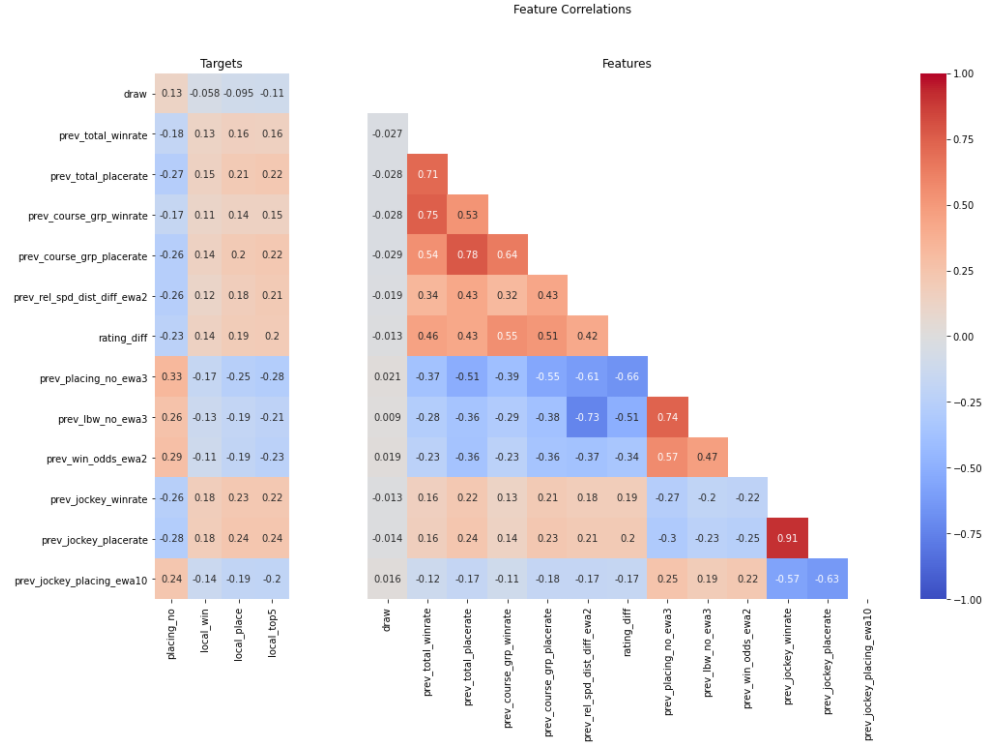 Feature Correlations
Targets
Features
draw 0.13 -0.058 -0.095 -0.11
prev_total_winrate -0.18 0.13 0.16 0.16 -0.027
prev_total_placerate -0.27 0.15 0.21 0.22 -0.028 0.71
prev_course_grp_winrate -0.17 0.11 0.14 0.15 -0.028 0.75 0.53
prev_course_grp_placerate -0.26 0.14 0.2 0.22 -0.029 0.54 0.78 0.64
prev_rel_spd_dist_diff_ewa2 -0.26 0.12 0.18 0.21 -0.019 0.34 0.43 0.32 0.43
rating_diff -0.23 0.14 0.19 0.2 -0.013 0.46 0.43 0.55 0.51 0.42
prev_placing_no_ewa3 0.33 -0.17 -0.25 -0.28 0.021 -0.37 -0.51 -0.39 -0.55 -0.61 -0.66
prev_lbw_no_ewa3 0.26 -0.13 -0.19 -0.21 0.009 -0.28 -0.36 -0.29 -0.38 -0.73 -0.51 0.74
prev_win_odds_ewa2 0.29 -0.11 -0.19 -0.23 0.019 -0.23 -0.36 -0.23 -0.36 -0.37 -0.34 0.57 0.47
prev_jockey_winrate -0.26 0.18 0.23 0.22 -0.013 0.16 0.22 0.13 0.21 0.18 0.19 -0.27 -0.2 -0.22
prev_jockey_placerate -0.28 0.18 0.24 0.24 -0.014 0.16 0.24 0.14 0.23 0.21 0.2 -0.3 -0.23 -0.25 0.91
prev_jockey_placing_ewa10 0.24 -0.14 -0.19 -0.2 0.016 -0.12 -0.17 -0.11 -0.18 -0.17 -0.17 0.25 0.19 0.22 -0.57 -0.63
placing_no
local_win
local_place
local_top5
draw
prev_total_winrate
prev_total_placerate
prev_course_grp_winrate
prev_course_grp_placerate
prev_rel_spd_dist_diff_ewa2
rating_diff
prev_placing_no_ewa3
prev_lbw_no_ewa3
prev_win_odds_ewa2
prev_jockey_winrate
prev_jockey_placerate
prev_jockey_placing_ewa10
1.00
0.75
0.50
0.25
0.00
-0.25
-0.50
-0.75
-1.00